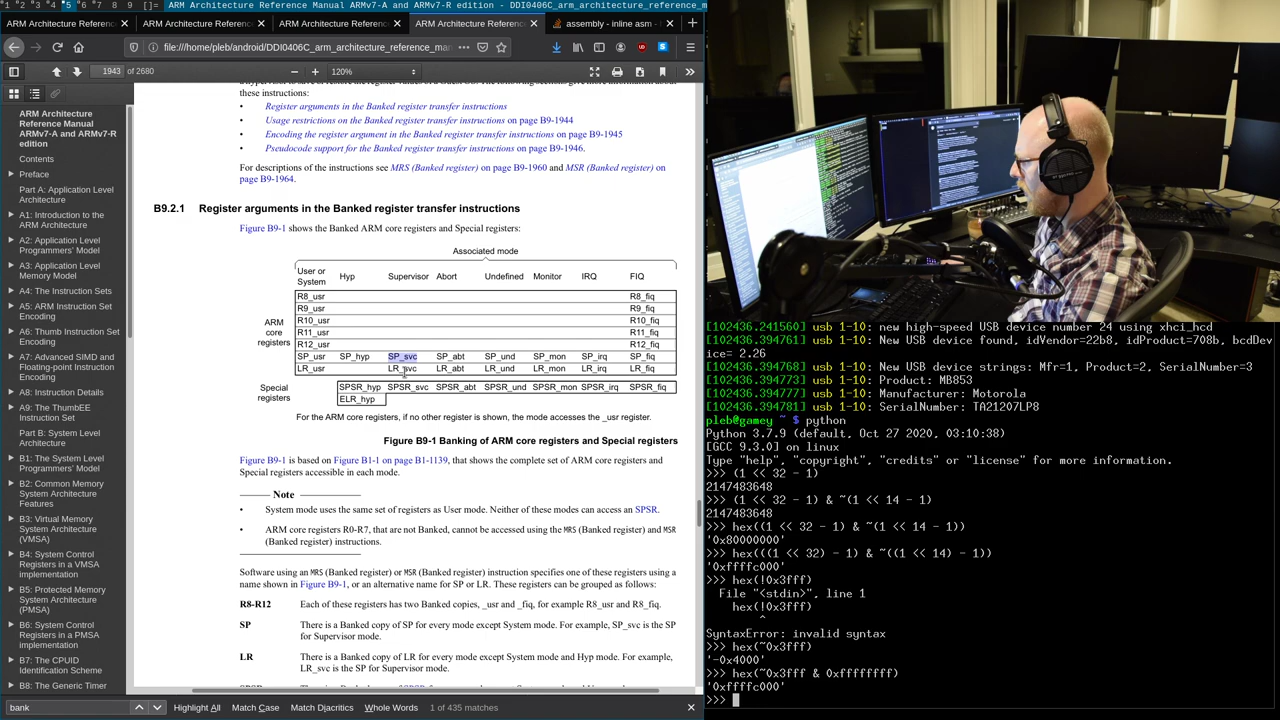 1 2 3 4 5 6 7 8 9 []= ARM Architecture Reference Manual ARMv7-A and ARMv7-R edition - DDI0406C_arm_architecture_reference_m
ARM Architecture Referenc
ARM Architecture Referenc
ARM Architecture Referenc
ARM Architecture Referenc
assembly - inline asm
file:///home/pleb/android/DDI0406C_arm_architecture_reference_ma
1943 of 2680
120%
ARM Architecture
Reference Manual
ARMv7-A and ARMv7-R
edition
Contents
Preface
Part A: Application Level
Architecture
A1: Introduction to the
ARM Architecture
A2: Application Level
Programmers' Model
A3: Application Level
Memory Model
A4: The Instruction Sets
A5: ARM Instruction Set
Encoding
A6: Thumb Instruction Set
Encoding
A7: Advanced SIMD and
Floating-point Instruction
Encoding
A8: Instruction Details
A9: The ThumbEE
Instruction Set
Part B: System Level
Architecture
B1: The System Level
Programmers' Model
B2: Common Memory
System Architecture
Features
B3: Virtual Memory
System Architecture
(VMSA)
B4: System Control
Registers in a VMSA
implementation
B5: Protected Memory
System Architecture
(PMSA)
B6: System Control
Registers in a PMSA
implementation
B7: The CPUID
Identification Scheme
B8: The Generic Timer
these instructions:
• Register arguments in the Banked register transfer instructions
• Usage restrictions on the Banked register transfer instructions on page B9-1944
• Encoding the register argument in the Banked register transfer instructions on page B9-1945
• Pseudocode support for the Banked register transfer instructions on page B9-1946.
For descriptions of the instructions see MRS (Banked register) on page B9-1960 and MSR (Banked register) on
page B9-1964.
B9.2.1 Register arguments in the Banked register transfer instructions
Figure B9-1 shows the Banked ARM core registers and Special registers:
Associated mode
User or
System Hyp Supervisor Abort Undefined Monitor IRQ FIQ
ARM
core
registers
R8_usr R8_fiq
R9_usr R9_fiq
R10_usr R10_fiq
R11_usr R11_fiq
R12_usr R12_fiq
SP_usr SP_hyp SP_svc SP_abt SP_und SP_mon SP_irq SP_fiq
LR_usr LR_svc LR_abt LR_und LR_mon LR_irq LR_fiq
Special
registers
SPSR_hyp SPSR_svc SPSR_abt SPSR_und SPSR_mon SPSR_irq SPSR_fiq
ELR_hyp
For the ARM core registers, if no other register is shown, the mode accesses the _usr register.
Figure B9-1 Banking of ARM core registers and Special registers
Figure B9-1 is based on Figure B1-1 on page B1-1139, that shows the complete set of ARM core registers and
Special registers accessible in each mode.
Note
• System mode uses the same set of registers as User mode. Neither of these modes can access an SPSR.
• ARM core registers R0-R7, that are not Banked, cannot be accessed using the MRS (Banked register) and MSR
(Banked register) instructions.
Software using an MRS (Banked register) or MSR (Banked register) instruction specifies one of these registers using a
name shown in Figure B9-1, or an alternative name for SP or LR. These registers can be grouped as follows:
R8-R12 Each of these registers has two Banked copies, _usr and _fiq, for example R8_usr and R8_fiq.
SP There is a Banked copy of SP for every mode except System mode. For example, SP_svc is the SP
for Supervisor mode.
LR There is a Banked copy of LR for every mode except System mode and Hyp mode. For example,
LR_svc is the SP for Supervisor mode.
bank
Highlight All Match Case Match Diacritics Whole Words 1 of 435 matches
[102436.241560] usb 1-10: new high-speed USB device number 24 using xhci_hcd
[102436.394761] usb 1-10: New USB device found, idVendor=22b8, idProduct=708b, bcdDev
ice= 2.26
[102436.394768] usb 1-10: New USB device strings: Mfr=1, Product=2, SerialNumber=3
[102436.394773] usb 1-10: Product: MB853
[102436.394777] usb 1-10: Manufacturer: Motorola
[102436.394781] usb 1-10: SerialNumber: TA21207LP8
pleb@gamey ~ $ python
Python 3.7.9 (default, Oct 27 2020, 03:10:38)
[GCC 9.3.0] on linux
Type "help", "copyright", "credits" or "license" for more information.
>>> (1 << 32 - 1)
2147483648
>>> (1 << 32 - 1) & ~(1 << 14 - 1)
2147483648
>>> hex((1 << 32 - 1) & ~(1 << 14 - 1))
'0x80000000'
>>> hex(((1 << 32) - 1) & ~((1 << 14) - 1))
'0xffffc000'
>>> hex(!0x3fff)
File "<stdin>", line 1
hex(!0x3fff)
^
SyntaxError: invalid syntax
>>> hex(~0x3fff)
'-0x4000'
>>> hex(~0x3fff & 0xffffffff)
'0xffffc000'
>>>